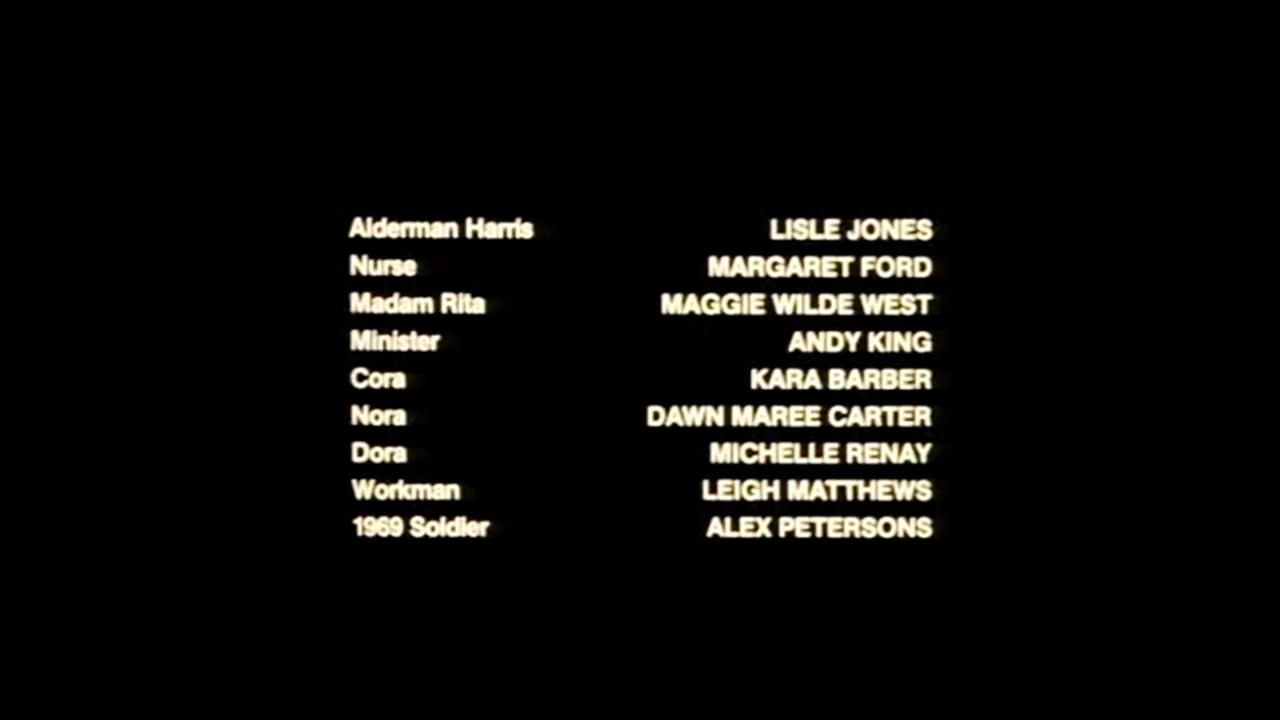 Alderman Harris LISLE JONES
Nurse MARGARET FORD
Madam Rita MAGGIE WILDE WEST
Minister ANDY KING
Cora KARA BARBER
Nora DAWN MAREE CARTER
Dora MICHELLE RENAY
Workman LEIGH MATTHEWS
1969 Soldier ALEX PETERSONS